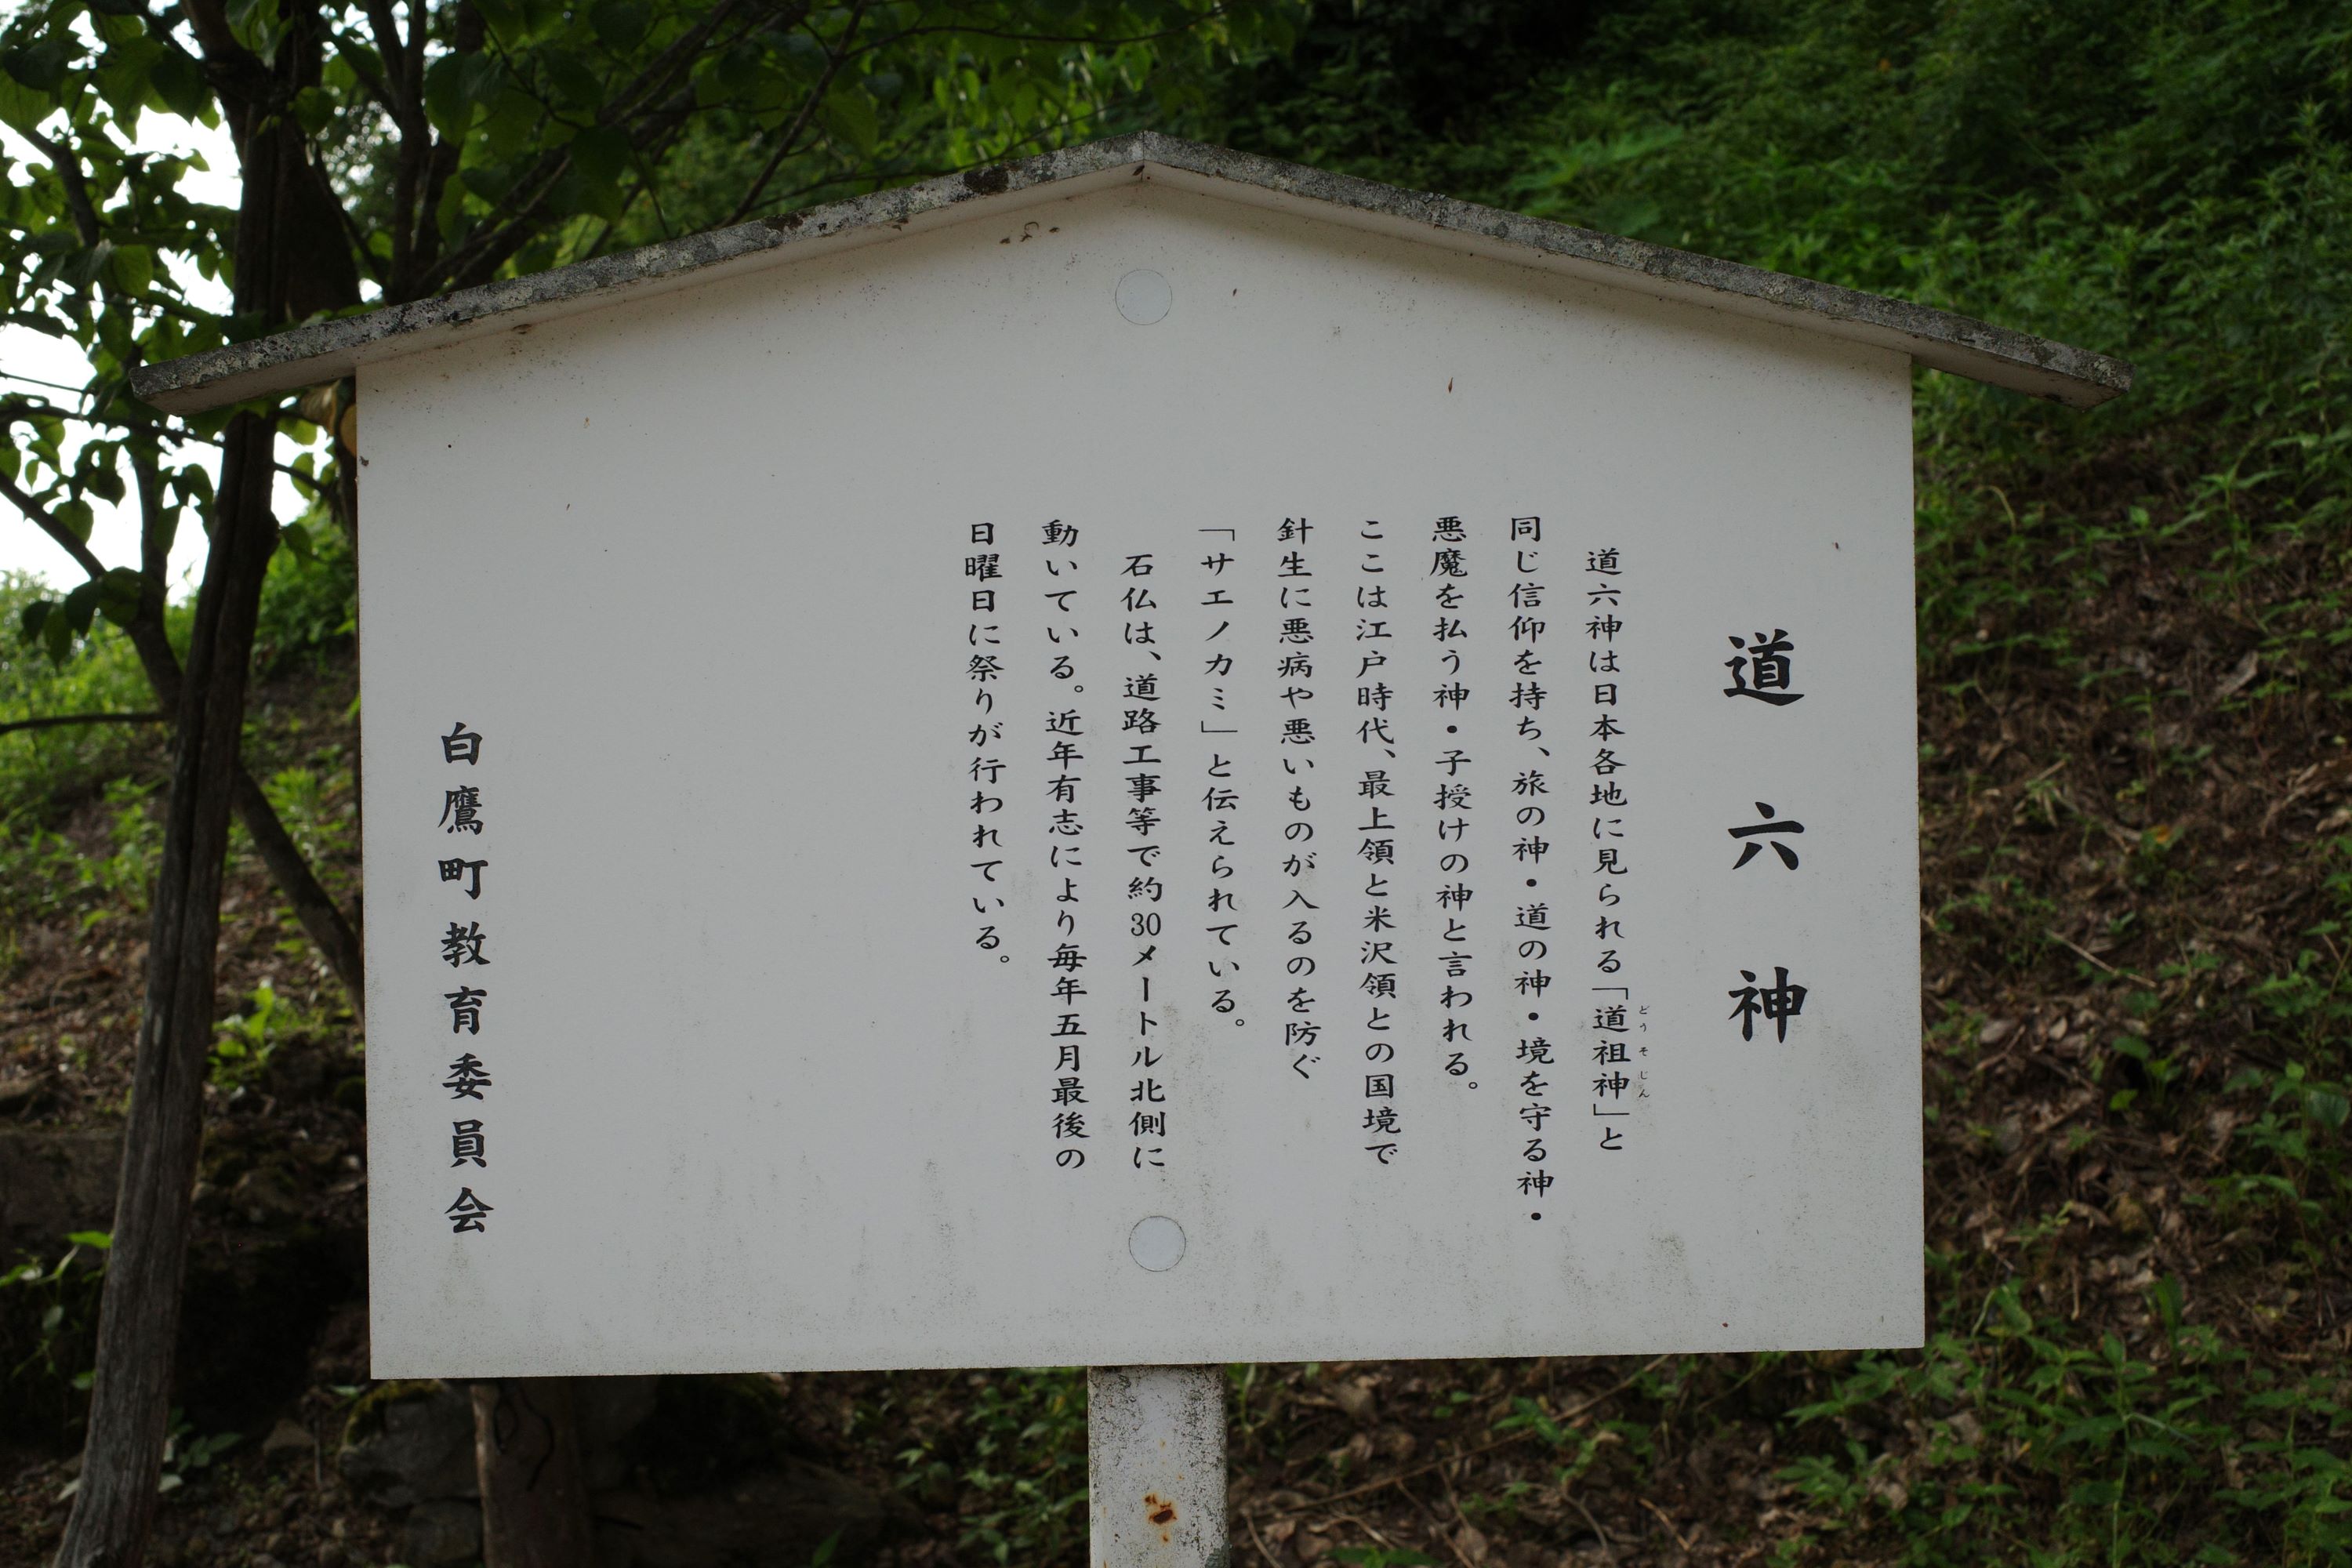 道六神
道六神は日本各地に見られる「道祖神」と
どうそじん
同じ信仰を持ち、旅の神・道の神・境を守る神・
悪魔を払う神・子授けの神と言われる。
ここは江戸時代、最上領と米沢領との国境で
針生に悪病や悪いものが入るのを防ぐ
「サエノカミ」と伝えられている。
石仏は、道路工事等で約30メートル北側に
動いている。近年有志により毎年五月最後の
日曜日に祭りが行われている。
白鷹町教育委員会